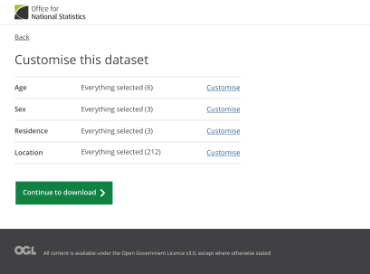 Office for
National Statistics
Back
Customise this dataset
Age Everything selected (6) Customise
Sex Everything selected (3) Customise
Residence Everything selected (3) Customise
Location Everything selected (212) Customise
Continue to download
OGL All content is available under the Open Government Licence v3.0, except where otherwise stated